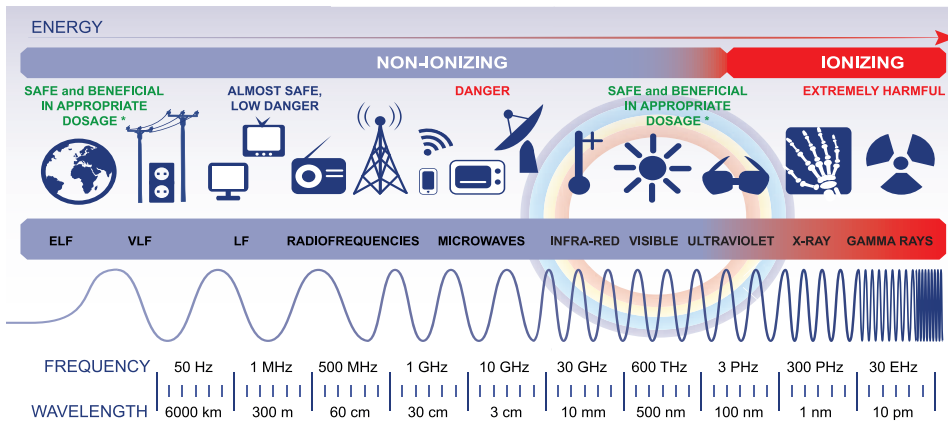 ENERGY
NON-IONIZING
IONIZING
SAFE and BENEFICIAL
IN APPROPRIATE
DOSAGE *
ALMOST SAFE,
LOW DANGER
DANGER
SAFE and BENEFICIAL
IN APPROPRIATE
DOSAGE *
EXTREMELY HARMFUL
ELF VLF LF RADIOFREQUENCIES MICROWAVES INFRA-RED VISIBLE ULTRAVIOLET X-RAY GAMMA RAYS
FREQUENCY 50 Hz 1 MHz 500 MHz 1 GHz 10 GHz 30 GHz 600 THz 3 PHz 300 PHz 30 EHz
WAVELENGTH 6000 km 300 m 60 cm 30 cm 3 cm 10 mm 500 nm 100 nm 1 nm 10 pm